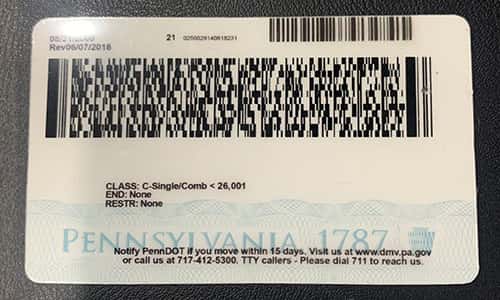 21 0250029140618231
Rev06/07/2016
CLASS: C-Single/Comb < 26,001
END: None
RESTR: None
PENNSYLVANIA 1787
Notify PennDOT if you move within 15 days. Visit us at www.dmv.pa.gov
or call us at 717-412-5300. TTY callers - Please dial 711 to reach us.